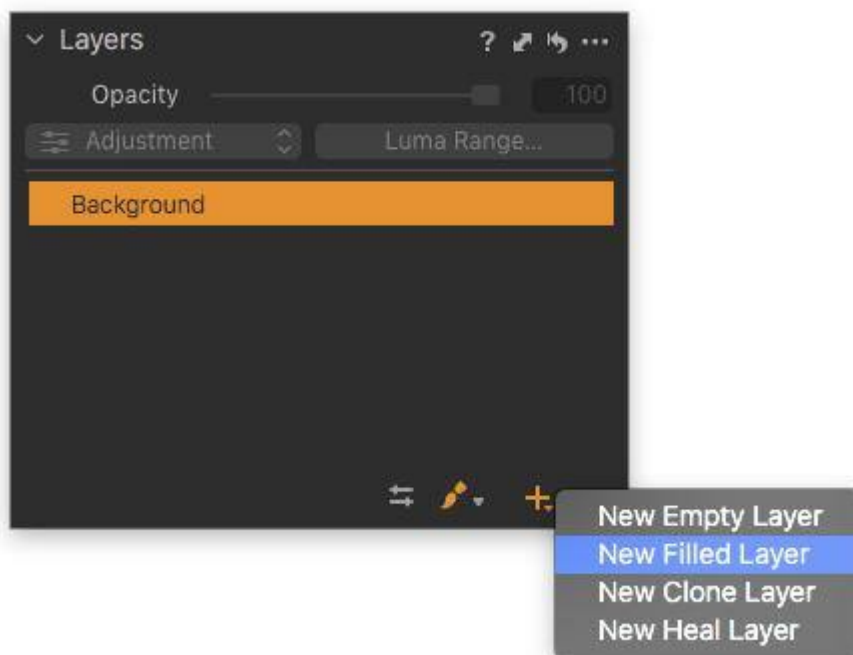 Layers ?
Opacity 100
Adjustment Luma Range...
Background
New Empty Layer
New Filled Layer
New Clone Layer
New Heal Layer